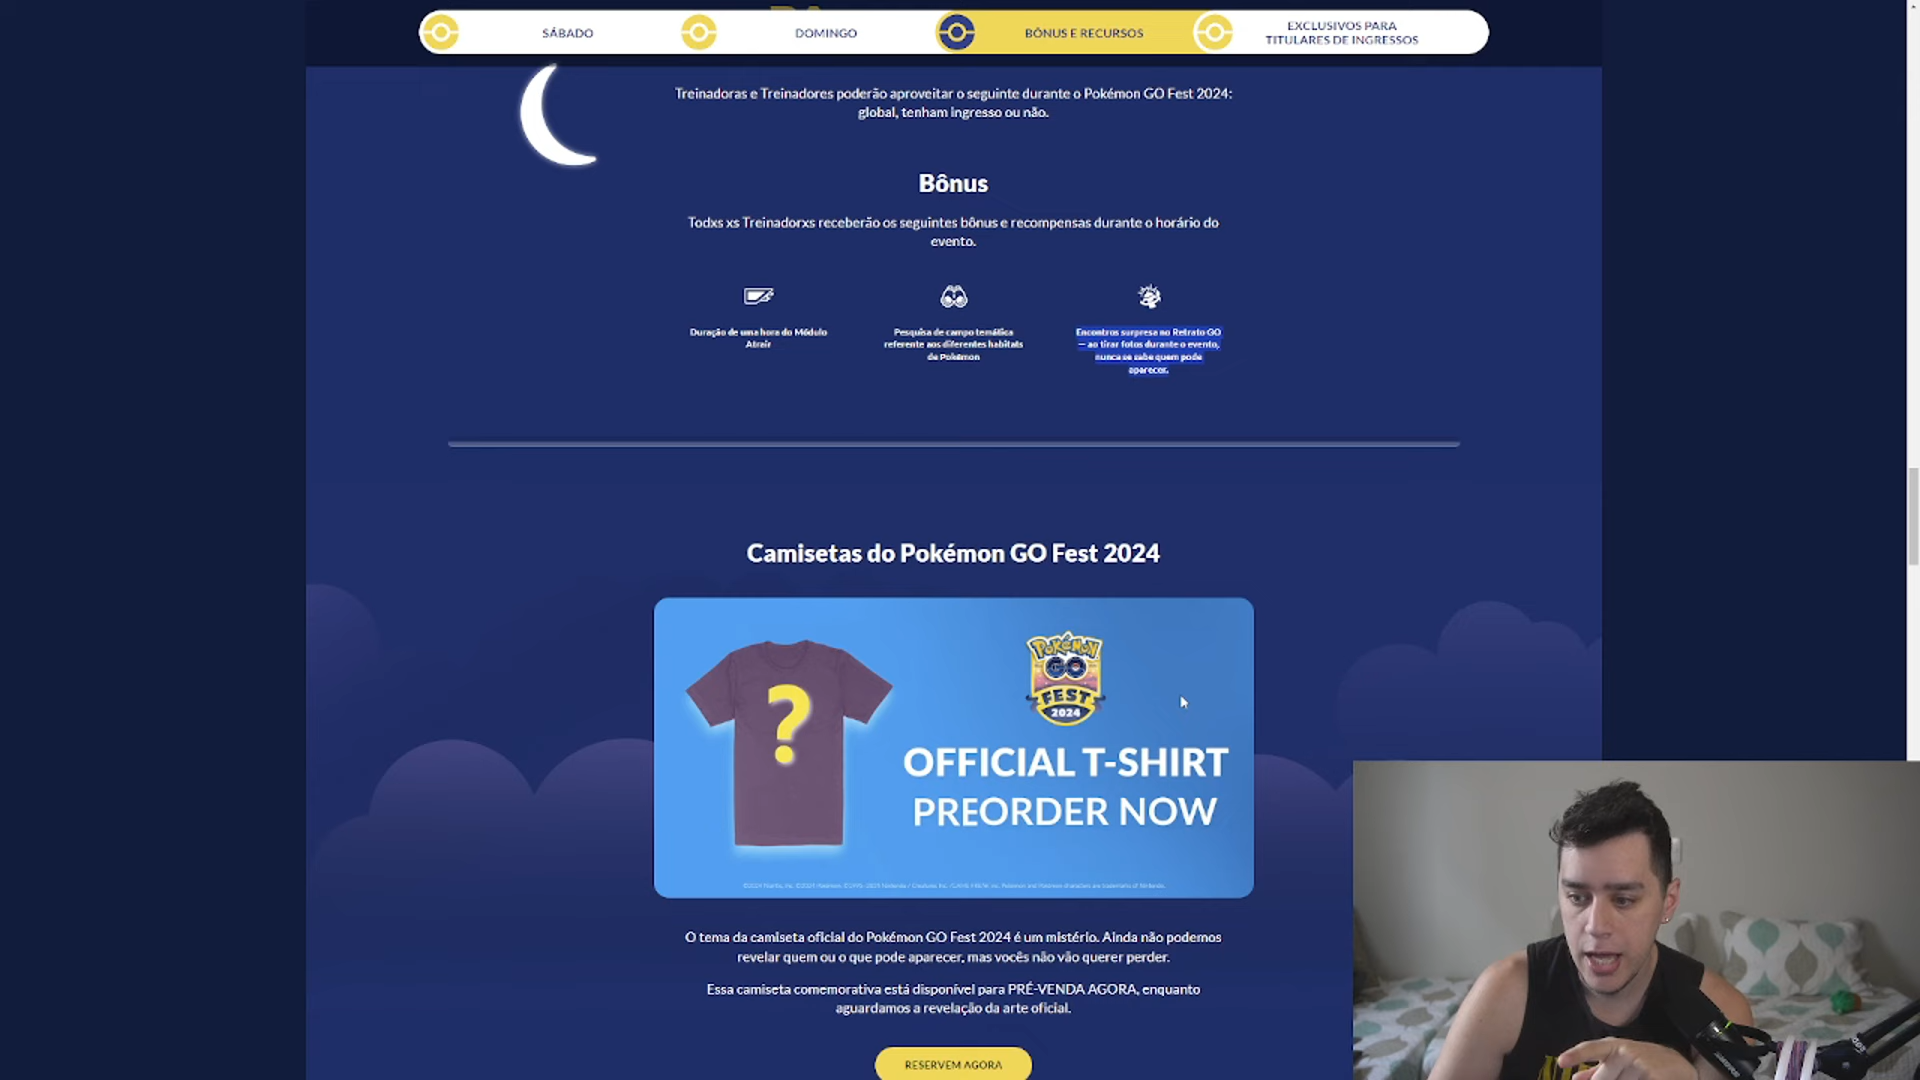 SÁBADO
DOMINGO
BÔNUS E RECURSOS
EXCLUSIVOS PARA
TITULARES DE INGRESSOS
Treinadoras e Treinadores poderão aproveitar o seguinte durante o Pokémon GO Fest 2024:
global, tenham ingresso ou não.
Bônus
Todxs xs Treinadorxs receberão os seguintes bônus e recompensas durante o horário do
evento.
Duração de uma hora do Módulo
Atrair
Pesquisa de campo temática
referente aos diferentes habitats
de Pokémon
Encontros surpresa no Retrato GO
— ao tirar fotos durante o evento,
nunca se sabe quem pode
aparecer.
Camisetas do Pokémon GO Fest 2024
?
POKÉMON
GO
FEST
2024
OFFICIAL T-SHIRT
PREORDER NOW
O tema da camiseta oficial do Pokémon GO Fest 2024 é um mistério. Ainda não podemos
revelar quem ou o que pode aparecer, mas vocês não vão querer perder.
Essa camiseta comemorativa está disponível para PRÉ-VENDA AGORA, enquanto
aguardamos a revelação da arte oficial.
RESERVEM AGORA